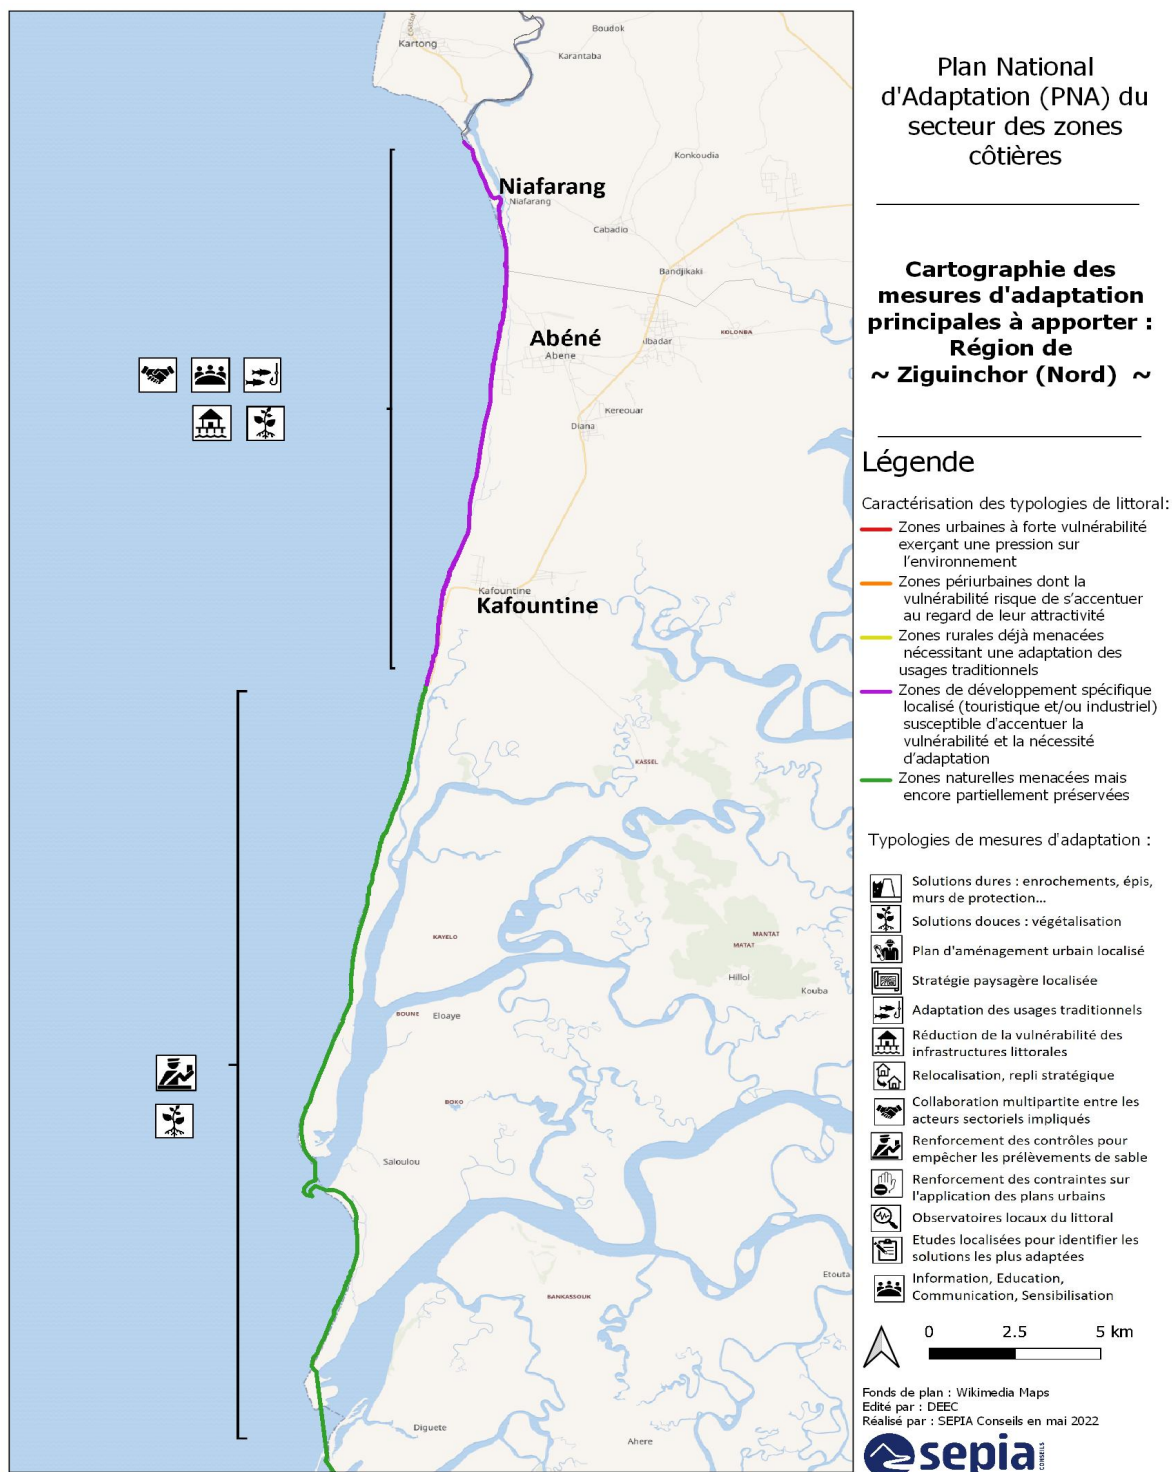 Kartong
Boudok
Karantaba
Konkoudia
Niafarang
Niafarang
Cabadio
Bandjikaki
KOLONBA
Abéné
Abene
Albadar
Kereouar
Diana
Kafountine
Kafountine
KASSEL
KAYELO
MANTAT
MATAT
Hillol
Kouba
BOUNE
Eloaye
BOKO
Saloulou
Etouta
BANKASSOUK
Diguete
Ahere
Plan National
d'Adaptation (PNA) du
secteur des zones
côtières
Cartographie des
mesures d'adaptation
principales à apporter :
Région de
~ Ziguinchor (Nord) ~
Légende
Caractérisation des typologies de littoral:
Zones urbaines à forte vulnérabilité
exerçant une pression sur
l'environnement
Zones périurbaines dont la
vulnérabilité risque de s'accentuer
au regard de leur attractivité
Zones rurales déjà menacées
nécessitant une adaptation des
usages traditionnels
Zones de développement spécifique
localisé (touristique et/ou industriel)
susceptible d'accentuer la
vulnérabilité et la nécessité
d'adaptation
Zones naturelles menacées mais
encore partiellement préservées
Typologies de mesures d'adaptation :
Solutions dures : enrochements, épis,
murs de protection...
Solutions douces : végétalisation
Plan d'aménagement urbain localisé
Stratégie paysagère localisée
Adaptation des usages traditionnels
Réduction de la vulnérabilité des
infrastructures littorales
Relocalisation, repli stratégique
Collaboration multipartite entre les
acteurs sectoriels impliqués
Renforcement des contrôles pour
empêcher les prélèvements de sable
Renforcement des contraintes sur
l'application des plans urbains
Observatoires locaux du littoral
Etudes localisées pour identifier les
solutions les plus adaptées
Information, Education,
Communication, Sensibilisation
0 2.5 5 km
Fonds de plan : Wikimedia Maps
Edité par : DEEC
Réalisé par : SEPIA Conseils en mai 2022
sepia
CONSEILS